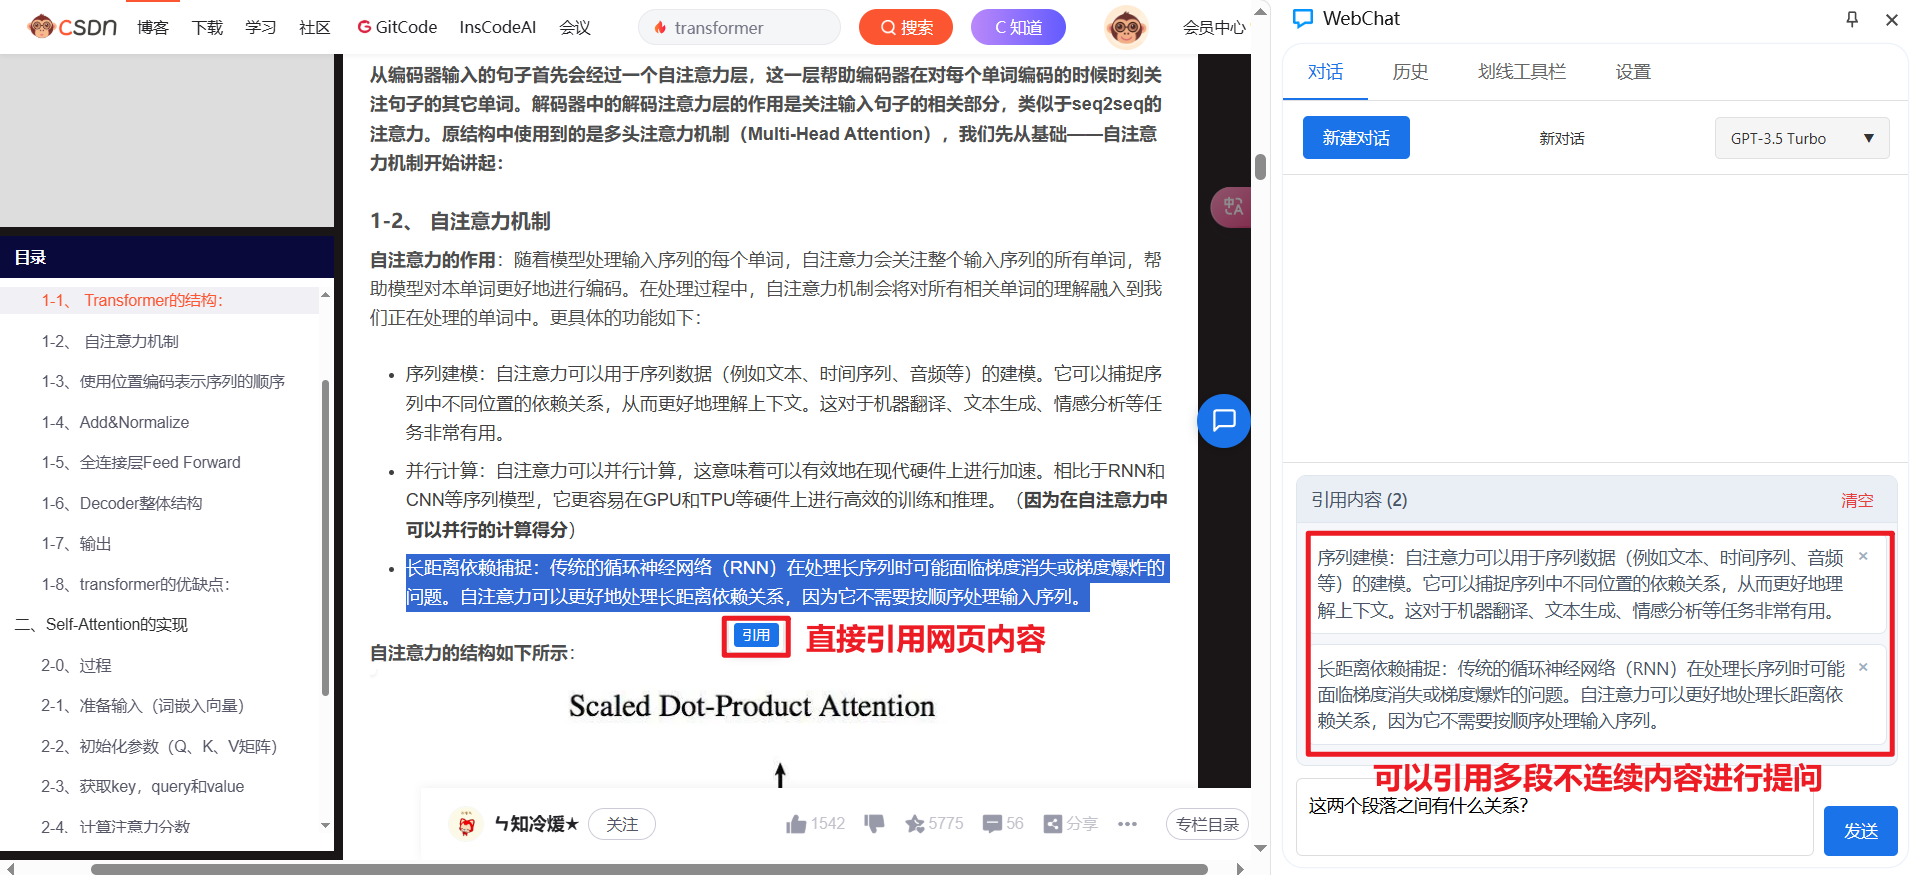 CSDN 博客 下载 学习 社区 GitCode InsCodeAI 会议 transformer 搜索 C 知道 会员中心
目录
1-1、 Transformer的结构：
1-2、 自注意力机制
1-3、使用位置编码表示序列的顺序
1-4、Add&Normalize
1-5、全连接层Feed Forward
1-6、Decoder整体结构
1-7、输出
1-8、transformer的优缺点：
二、Self-Attention的实现
2-0、过程
2-1、准备输入（词嵌入向量）
2-2、初始化参数（Q、K、V矩阵）
2-3、获取key，query和value
2-4、计算注意力分数
从编码器输入的句子首先会经过一个自注意力层，这一层帮助编码器在对每个单词编码的时候时刻关
注句子的其它单词。解码器中的解码注意力层的作用是关注输入句子的相关部分，类似于seq2seq的
注意力。原结构中使用到的是多头注意力机制（Multi-Head Attention），我们先从基础——自注意
力机制开始讲起：
1-2、 自注意力机制
自注意力的作用：随着模型处理输入序列的每个单词，自注意力会关注整个输入序列的所有单词，帮
助模型对本单词更好地进行编码。在处理过程中，自注意力机制会将对所有相关单词的理解融入到我
们正在处理的单词中。更具体的功能如下：
• 序列建模：自注意力可以用于序列数据（例如文本、时间序列、音频等）的建模。它可以捕捉序
列中不同位置的依赖关系，从而更好地理解上下文。这对于机器翻译、文本生成、情感分析等任
务非常有用。
• 并行计算：自注意力可以并行计算，这意味着可以有效地在现代硬件上进行加速。相比于RNN和
CNN等序列模型，它更容易在GPU和TPU等硬件上进行高效的训练和推理。（因为在自注意力中
可以并行的计算得分）
• 长距离依赖捕捉：传统的循环神经网络（RNN）在处理长序列时可能面临梯度消失或梯度爆炸的
问题。自注意力可以更好地处理长距离依赖关系，因为它不需要按顺序处理输入序列。
引用 直接引用网页内容
自注意力的结构如下所示：
Scaled Dot-Product Attention
ㄣ知冷煖★ 关注 1542 5775 56 分享 ••• 专栏目录
中A
WebChat
对话 历史 划线工具栏 设置
新建对话 新对话 GPT-3.5 Turbo
引用内容 (2) 清空
序列建模：自注意力可以用于序列数据（例如文本、时间序列、音频
等）的建模。它可以捕捉序列中不同位置的依赖关系，从而更好地理
解上下文。这对于机器翻译、文本生成、情感分析等任务非常有用。
长距离依赖捕捉：传统的循环神经网络（RNN）在处理长序列时可能
面临梯度消失或梯度爆炸的问题。自注意力可以更好地处理长距离依
赖关系，因为它不需要按顺序处理输入序列。
可以引用多段不连续内容进行提问
这两个段落之间有什么关系?
发送